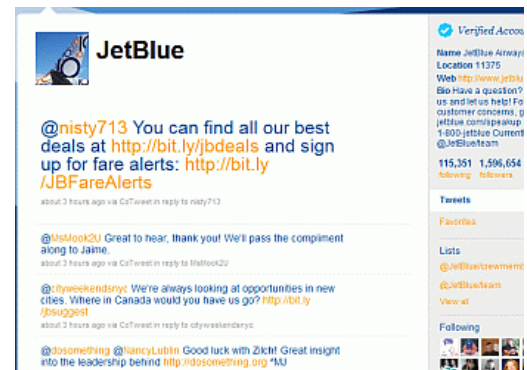 JetBlue
@nisty713 You can find all our best
deals at http://bit.ly/jbdeals and sign
up for fare alerts: http://bit.ly
/JBFareAlerts
about 3 hours ago via CoTweet in reply to nisty713
@MsMook2U Great to hear, thank you! We'll pass the compliment
along to Jaime.
about 3 hours ago via CoTweet in reply to MsMook2U
@cityweekendsnyc We're always looking at opportunities in new
cities. Where in Canada would you have us go? http://bit.ly
/jbsuggest
about 3 hours ago via CoTweet in reply to cityweekendsnyc
@dosomething @NancyLublin Good luck with Zilch! Great insight
into the leadership behind http://dosomething.org ^MJ
Verified Accou
Name JetBlue Airways
Location 11375
Web http://www.jetblu
Bio Have a question?
us and let us help! Fo
customer concerns, g
jetblue.com/speakup
1-800-jetblue Currentl
@JetBlue/team
115,351 1,596,654
following followers
Tweets
Favorites
Lists
@JetBlue/crewmemb
@JetBlue/team
View all
Following